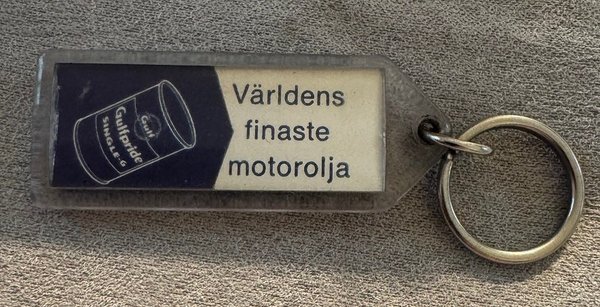 Gulf
Gulfpride
SINGLE-G
Världens
finaste
motorolja